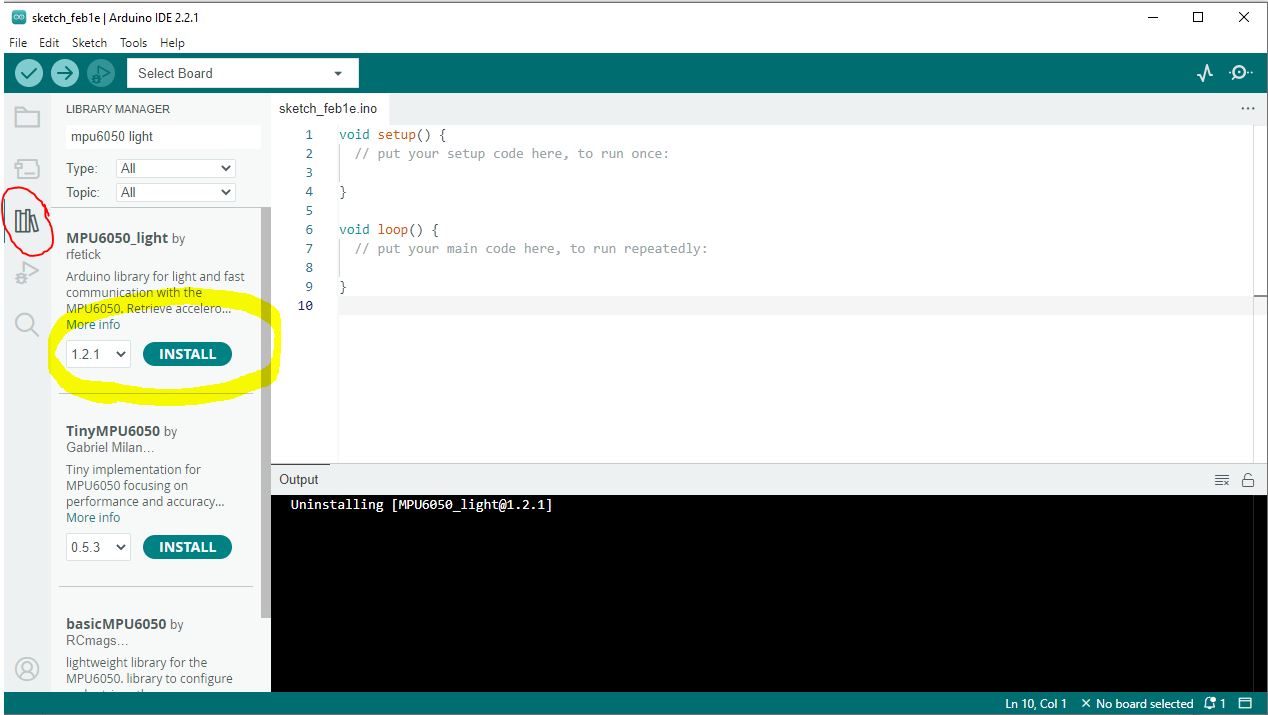 sketch_feb1e | Arduino IDE 2.2.1
File Edit Sketch Tools Help
Select Board
LIBRARY MANAGER
mpu6050 light
Type: All
Topic: All
MPU6050_light by
rfetick
Arduino library for light and fast
communication with the
MPU6050. Retrieve accelero...
More info
1.2.1 INSTALL
TinyMPU6050 by
Gabriel Milan...
Tiny implementation for
MPU6050 focusing on
performance and accuracy...
More info
0.5.3 INSTALL
basicMPU6050 by
RCmags...
lightweight library for the
MPU6050. library to configure
sketch_feb1e.ino
1 void setup() {
2 // put your setup code here, to run once:
3
4 }
5
6 void loop() {
7 // put your main code here, to run repeatedly:
8
9 }
10
Output
Uninstalling [MPU6050_light@1.2.1]
Ln 10, Col 1 × No board selected 1